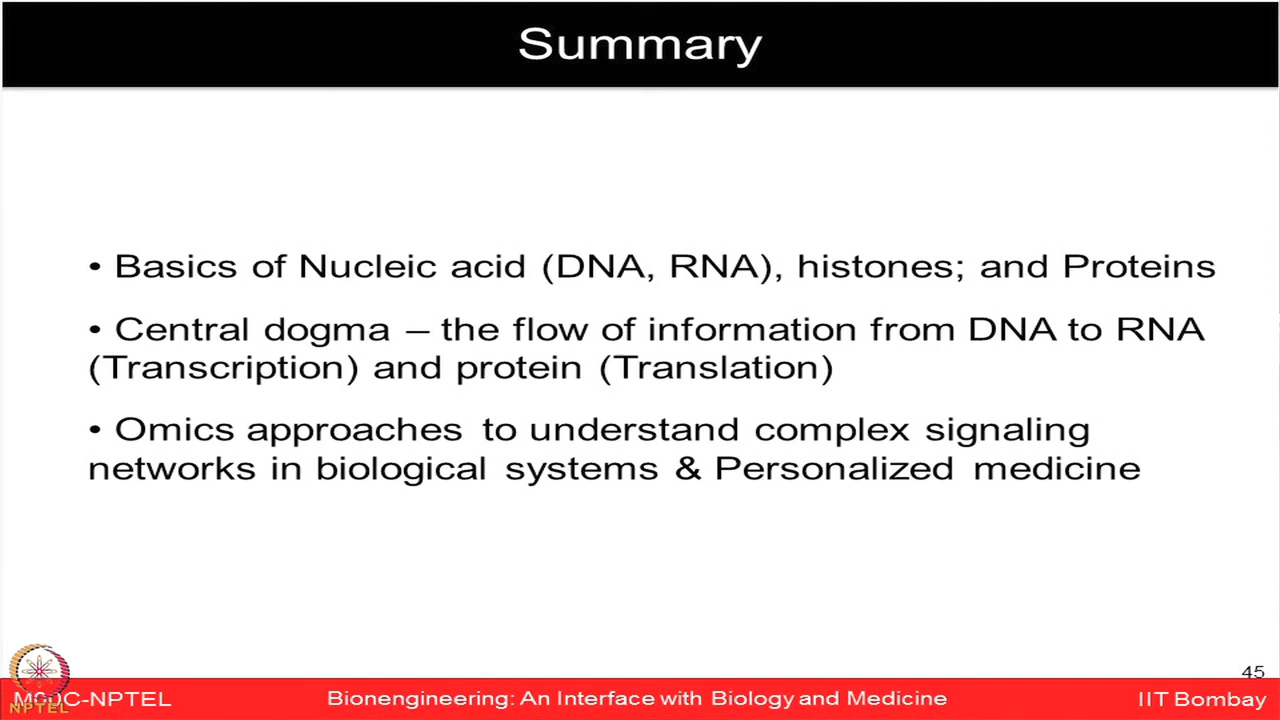 Summary
• Basics of Nucleic acid (DNA, RNA), histones; and Proteins
• Central dogma – the flow of information from DNA to RNA
(Transcription) and protein (Translation)
• Omics approaches to understand complex signaling
networks in biological systems & Personalized medicine
45
MOOC-NPTEL
Bionengineering: An Interface with Biology and Medicine
IIT Bombay
NPTEL